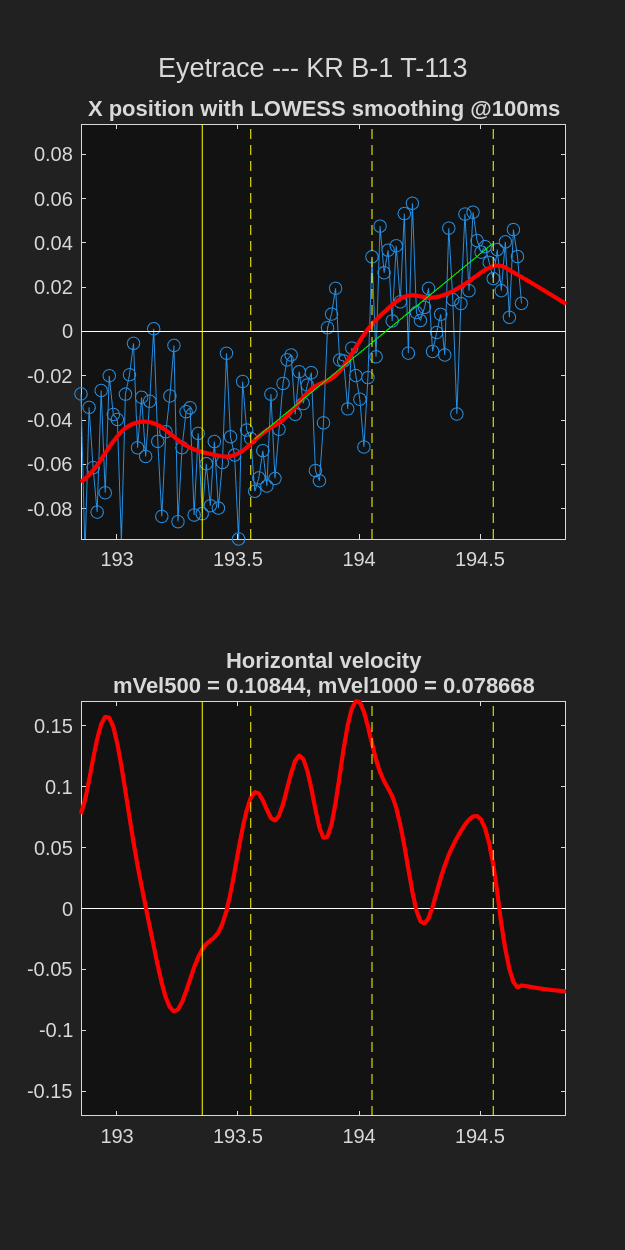 Eyetrace --- KR B-1 T-113
X position with LOWESS smoothing @100ms
0.08
0.06
0.04
0.02
0
-0.02
-0.04
-0.06
-0.08
193 193.5 194 194.5
Horizontal velocity
mVel500 = 0.10844, mVel1000 = 0.078668
0.15
0.1
0.05
0
-0.05
-0.1
-0.15
193 193.5 194 194.5